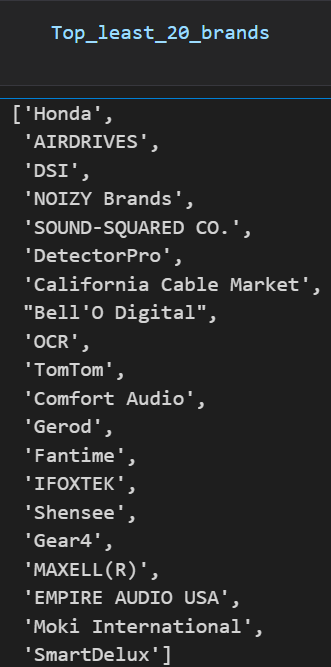 Top_least_20_brands
['Honda',
'AIRDRIVES',
'DSI',
'NOIZY Brands',
'SOUND-SQUARED CO.',
'DetectorPro',
'California Cable Market',
"Bell'O Digital",
'OCR',
'TomTom',
'Comfort Audio',
'Gerod',
'Fantime',
'IFOXTEK',
'Shensee',
'Gear4',
'MAXELL(R)',
'EMPIRE AUDIO USA',
'Moki International',
'SmartDelux']